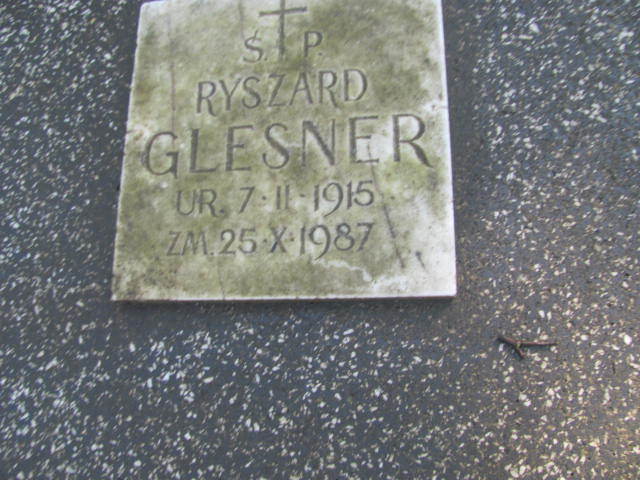 Ś. P.
RYSZARD
GLESNER
UR. 7·II·1915
ZM. 25·X·1987